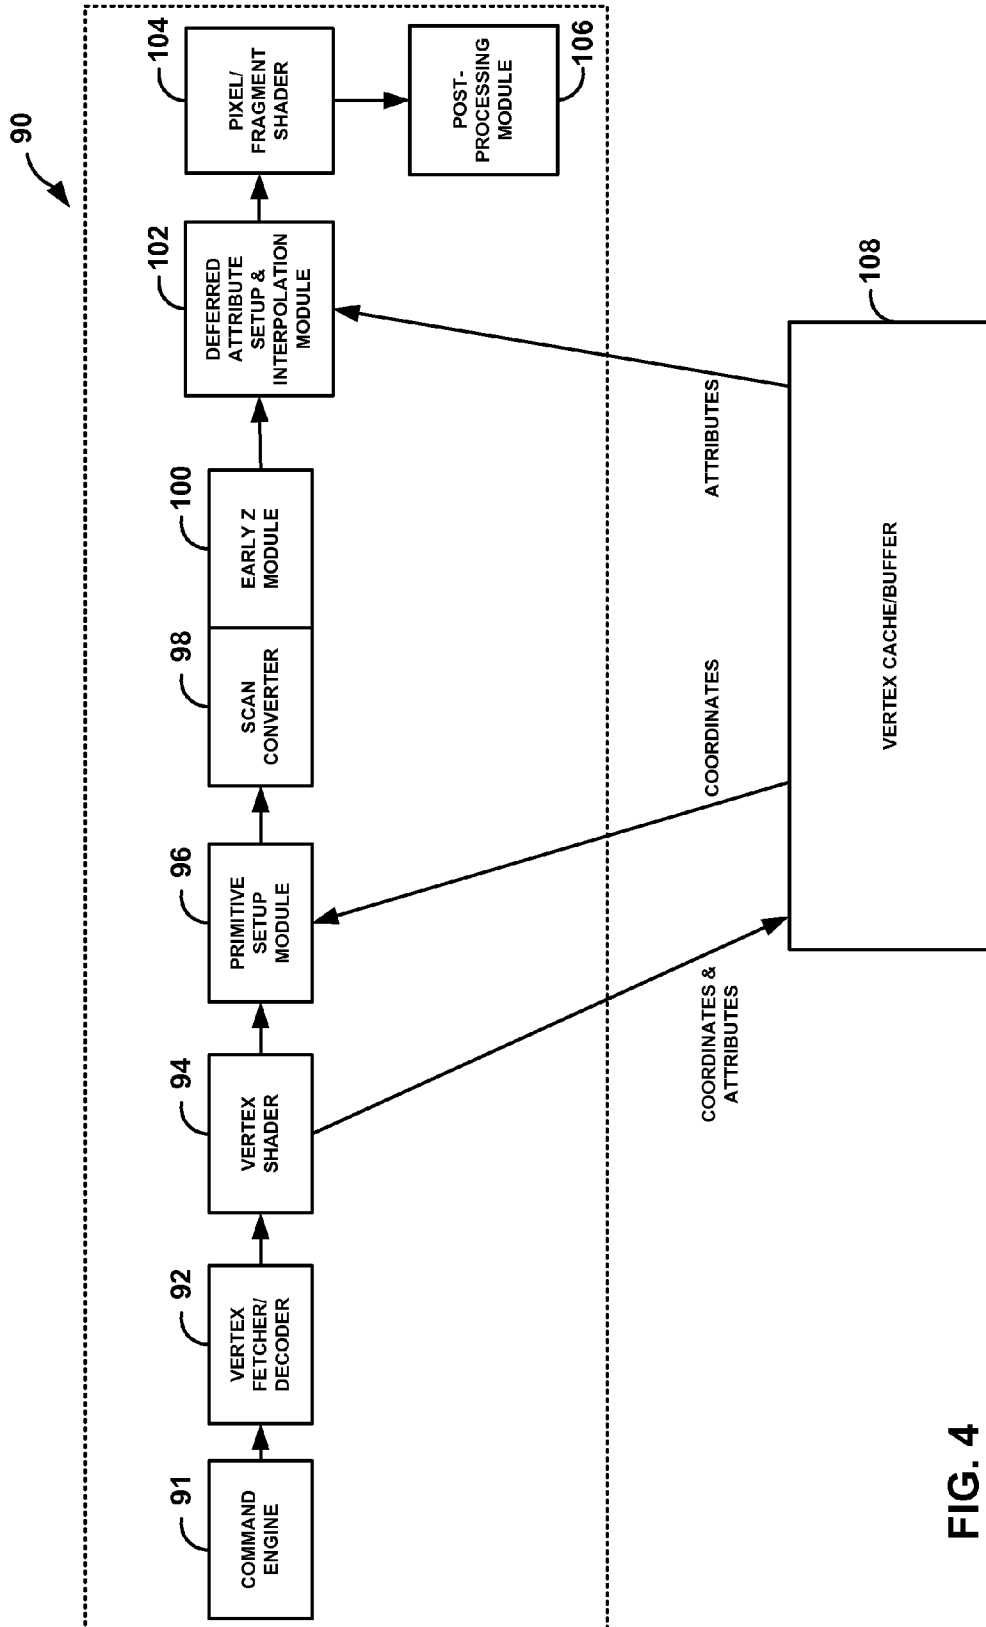 90
91
COMMAND
ENGINE
92
VERTEX
FETCHER/
DECODER
94
VERTEX
SHADER
96
PRIMITIVE
SETUP
MODULE
98
SCAN
CONVERTER
100
EARLY Z
MODULE
102
DEFERRED
ATTRIBUTE
SETUP &
INTERPOLATION
MODULE
104
PIXEL/
FRAGMENT
SHADER
POST-
PROCESSING
MODULE
106
COORDINATES &
ATTRIBUTES
COORDINATES
ATTRIBUTES
108
VERTEX CACHE/BUFFER
FIG. 4